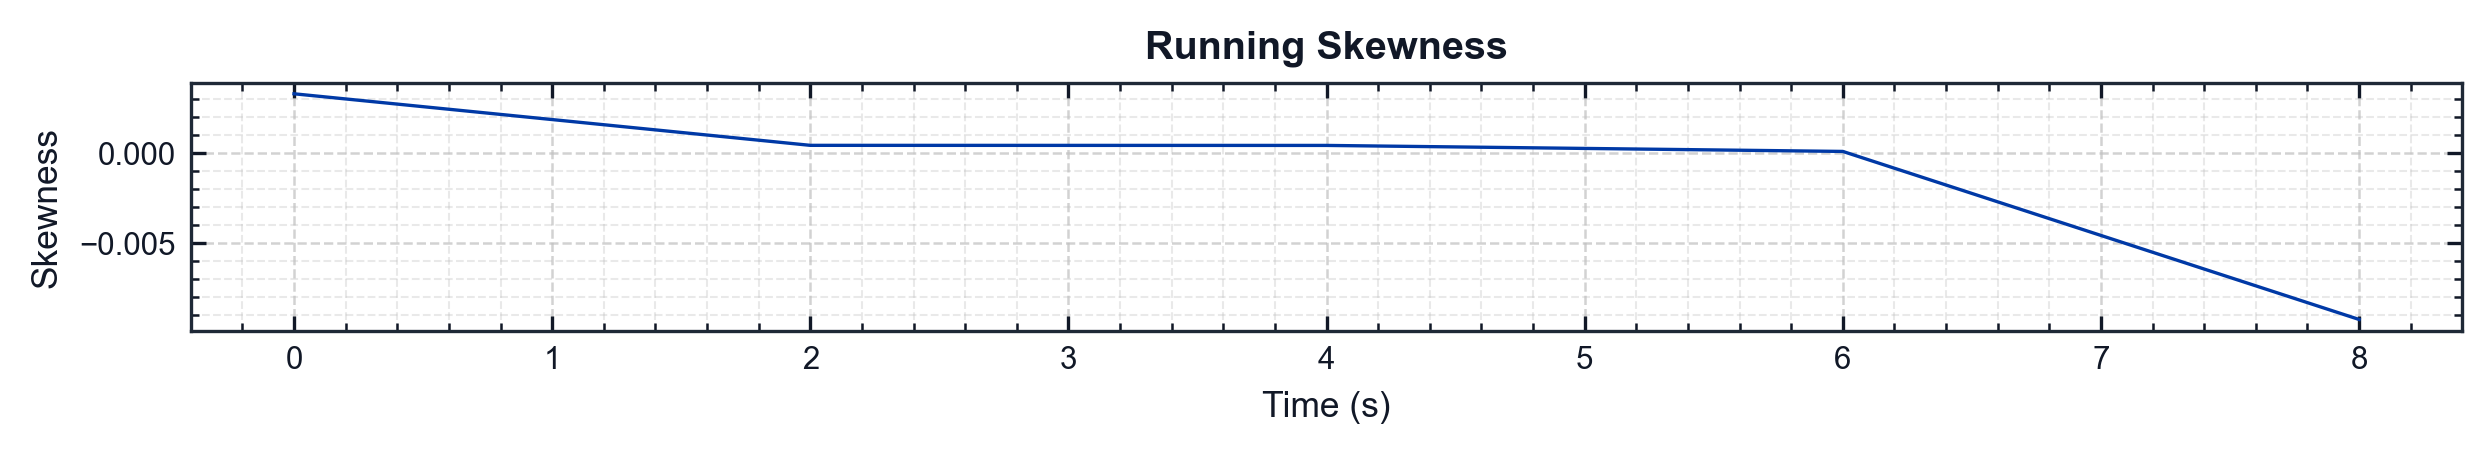 Running Skewness
Skewness
0.000
−0.005
0 1 2 3 4 5 6 7 8
Time (s)